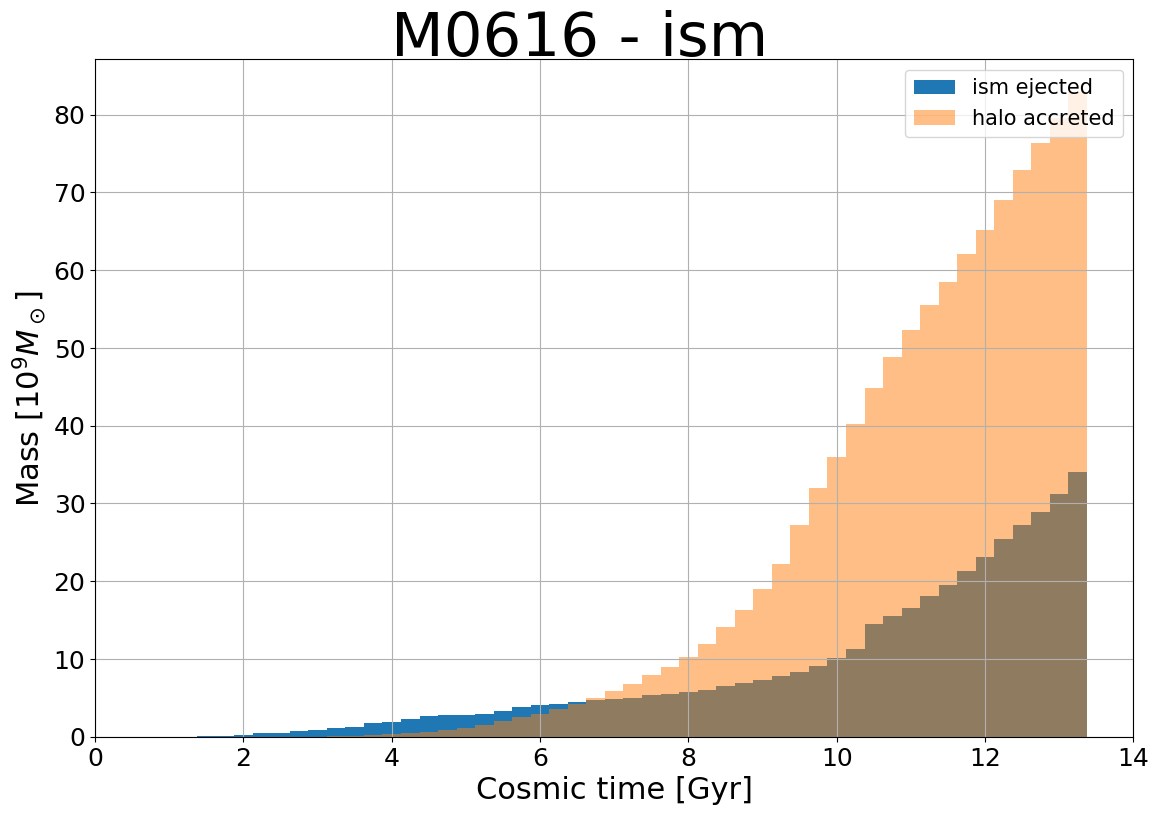 M0616 - ism
ism ejected
halo accreted
80
70
60
50
40
30
20
10
0
Mass [10⁹M⊙]
0 2 4 6 8 10 12 14
Cosmic time [Gyr]